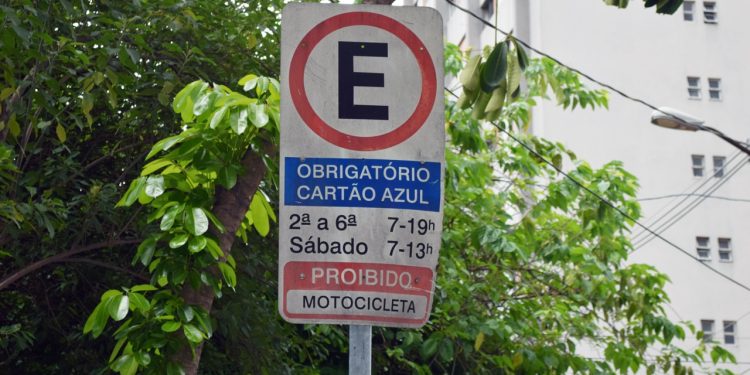 E
OBRIGATÓRIO
CARTÃO AZUL
2ª a 6ª 7-19h
Sábado 7-13h
PROIBIDO
MOTOCICLETA